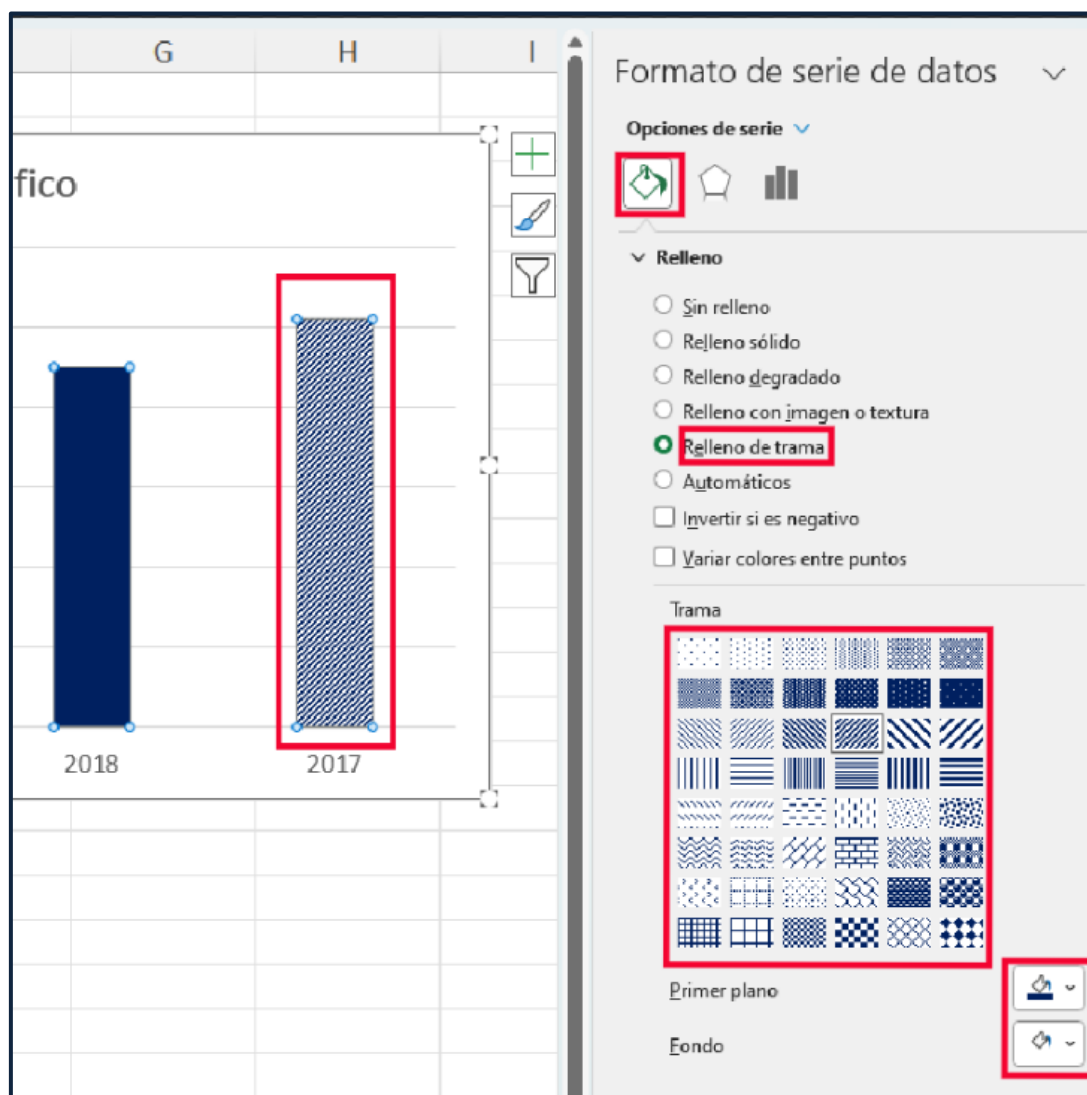 G H I
fico
2018 2017
Formato de serie de datos
Opciones de serie
Relleno
Sin relleno
Relleno sólido
Relleno degradado
Relleno con imagen o textura
Relleno de trama
Automáticos
Invertir si es negativo
Variar colores entre puntos
Trama
Primer plano
Fondo